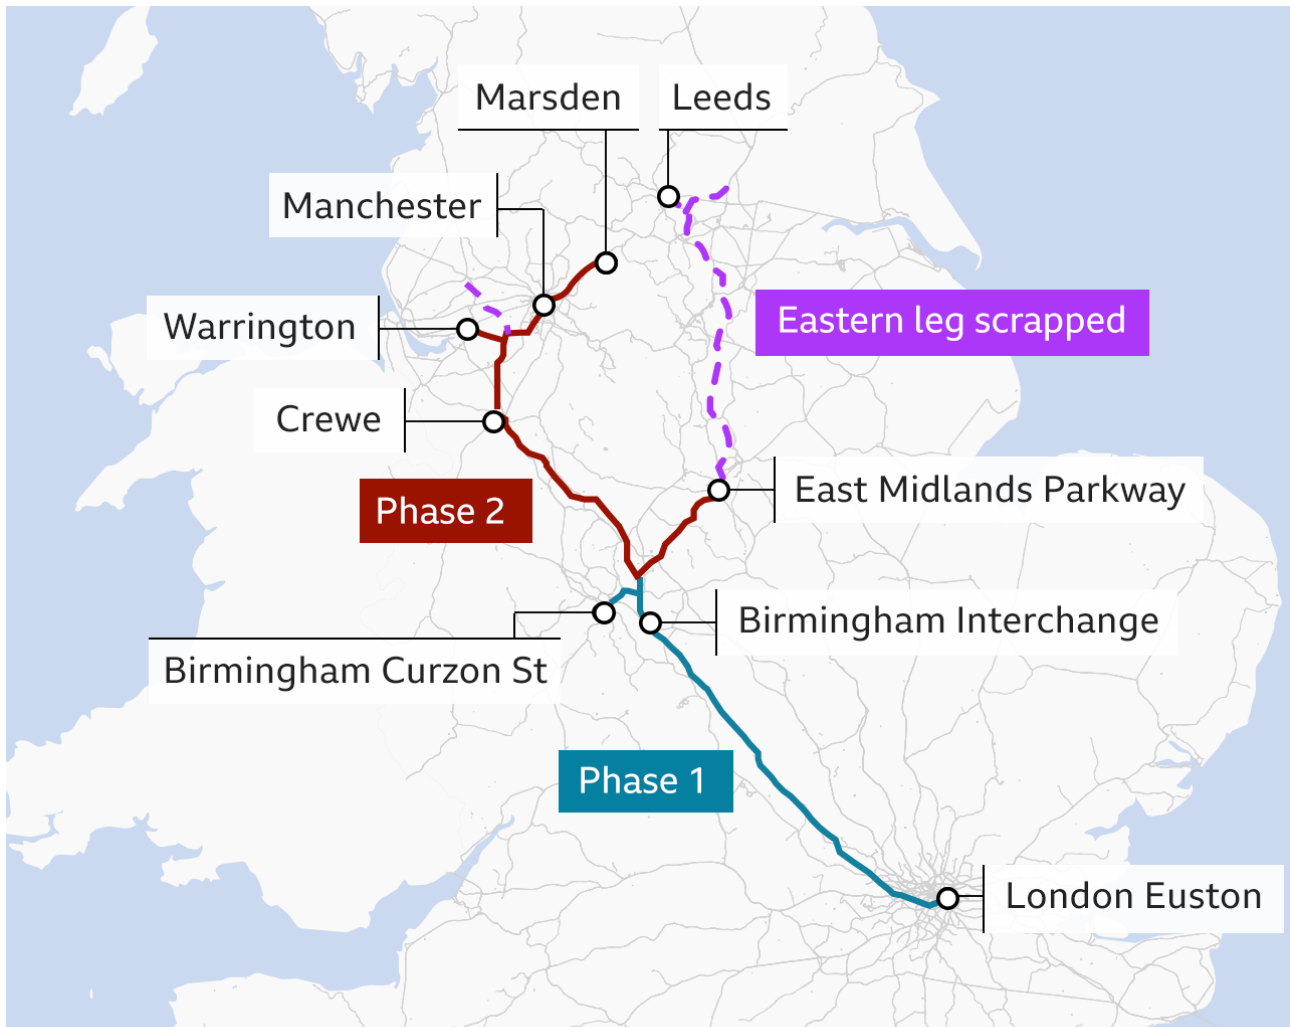 Marsden
Leeds
Manchester
Warrington
Eastern leg scrapped
Crewe
Phase 2
East Midlands Parkway
Birmingham Interchange
Birmingham Curzon St
Phase 1
London Euston